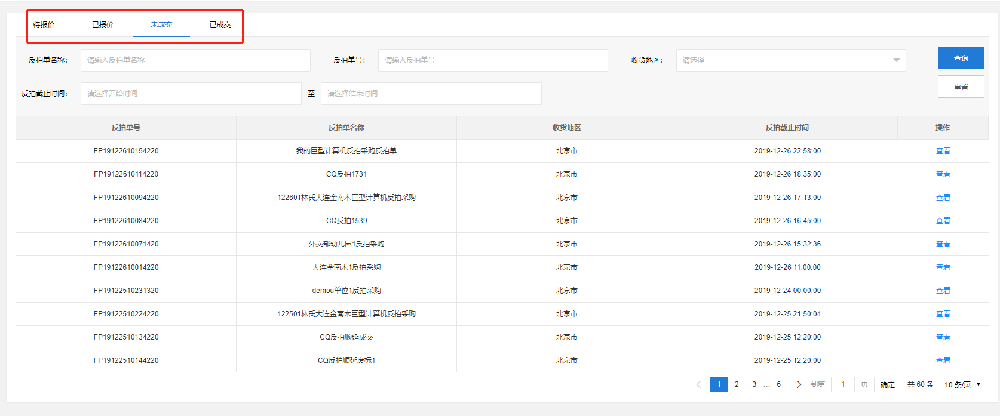 待报价 已报价 未成交 已成交
反拍单名称: 请输入反拍单名称 反拍单号: 请输入反拍单号 收货地区: 请选择 查询
反拍截止时间: 请选择开始时间 至 请选择结束时间 重置
反拍单号 反拍单名称 收货地区 反拍截止时间 操作
FP19122610154220 我的巨型计算机反拍采购反拍单 北京市 2019-12-26 22:58:00 查看
FP19122610114220 CQ反拍1731 北京市 2019-12-26 18:35:00 查看
FP19122610094220 122601林氏大连金南木巨型计算机反拍采购 北京市 2019-12-26 17:13:00 查看
FP19122610084220 CQ反拍1539 北京市 2019-12-26 16:45:00 查看
FP19122610071420 外交部幼儿园1反拍采购 北京市 2019-12-26 15:32:36 查看
FP19122610014220 大连金南木1反拍采购 北京市 2019-12-26 11:00:00 查看
FP19122510231320 demou单位1反拍采购 北京市 2019-12-24 00:00:00 查看
FP19122510224220 122501林氏大连金南木巨型计算机反拍采购 北京市 2019-12-25 21:50:04 查看
FP19122510134220 CQ反拍顺延成交 北京市 2019-12-25 12:20:00 查看
FP19122510144220 CQ反拍顺延废标1 北京市 2019-12-25 12:20:00 查看
1 2 3 ... 6 到第 1 页 确定 共 60 条 10 条/页